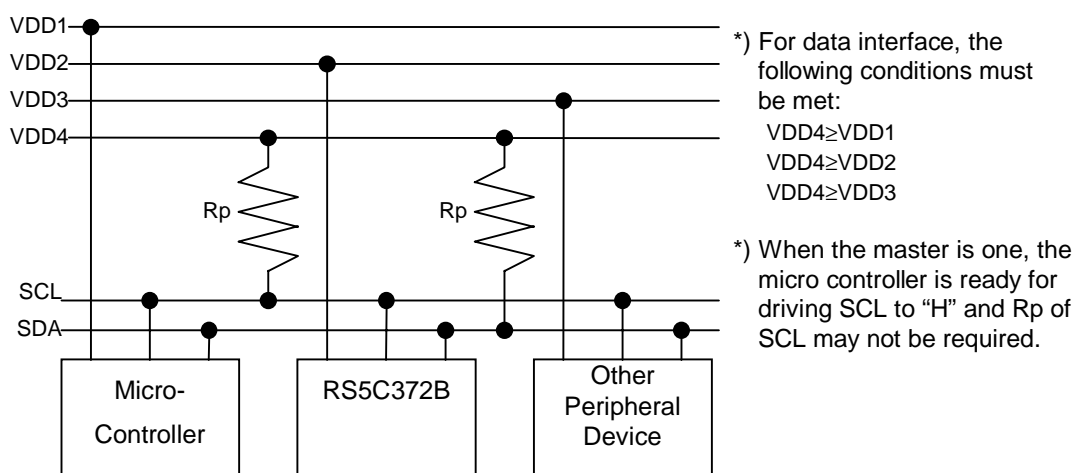 VDD1
VDD2
VDD3
VDD4
Rp
Rp
SCL
SDA
Micro-
Controller
RS5C372B
Other
Peripheral
Device
*) For data interface, the
following conditions must
be met:
VDD4≥VDD1
VDD4≥VDD2
VDD4≥VDD3
*) When the master is one, the
micro controller is ready for
driving SCL to “H” and Rp of
SCL may not be required.